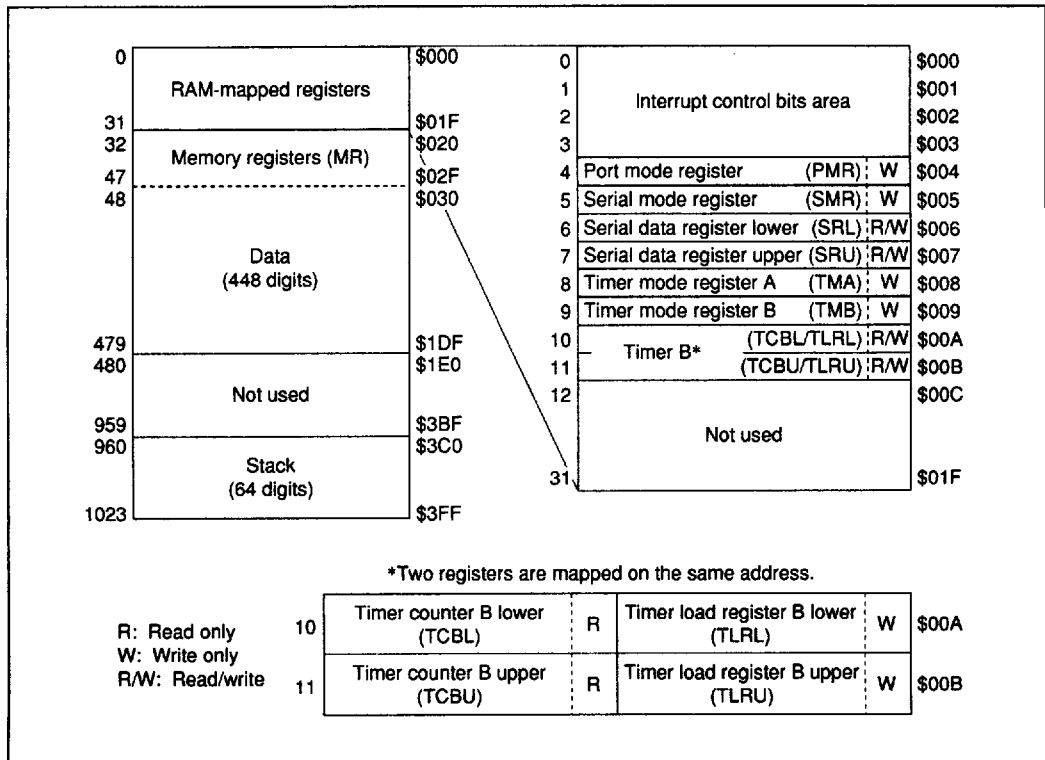 0 $000
RAM-mapped registers
31 $01F
32 $020
Memory registers (MR)
47 $02F
48 $030
Data
(448 digits)
479 $1DF
480 $1E0
Not used
959 $3BF
960 $3C0
Stack
(64 digits)
1023 $3FF
0 $000
1 $001
Interrupt control bits area
2 $002
3 $003
4 Port mode register (PMR) W $004
5 Serial mode register (SMR) W $005
6 Serial data register lower (SRL) R/W $006
7 Serial data register upper (SRU) R/W $007
8 Timer mode register A (TMA) W $008
9 Timer mode register B (TMB) W $009
10 (TCBL/TLRL) R/W $00A
Timer B*
11 (TCBU/TLRU) R/W $00B
12 $00C
Not used
31 $01F
*Two registers are mapped on the same address.
R: Read only
W: Write only
R/W: Read/write
10 Timer counter B lower (TCBL) R Timer load register B lower (TLRL) W $00A
11 Timer counter B upper (TCBU) R Timer load register B upper (TLRU) W $00B